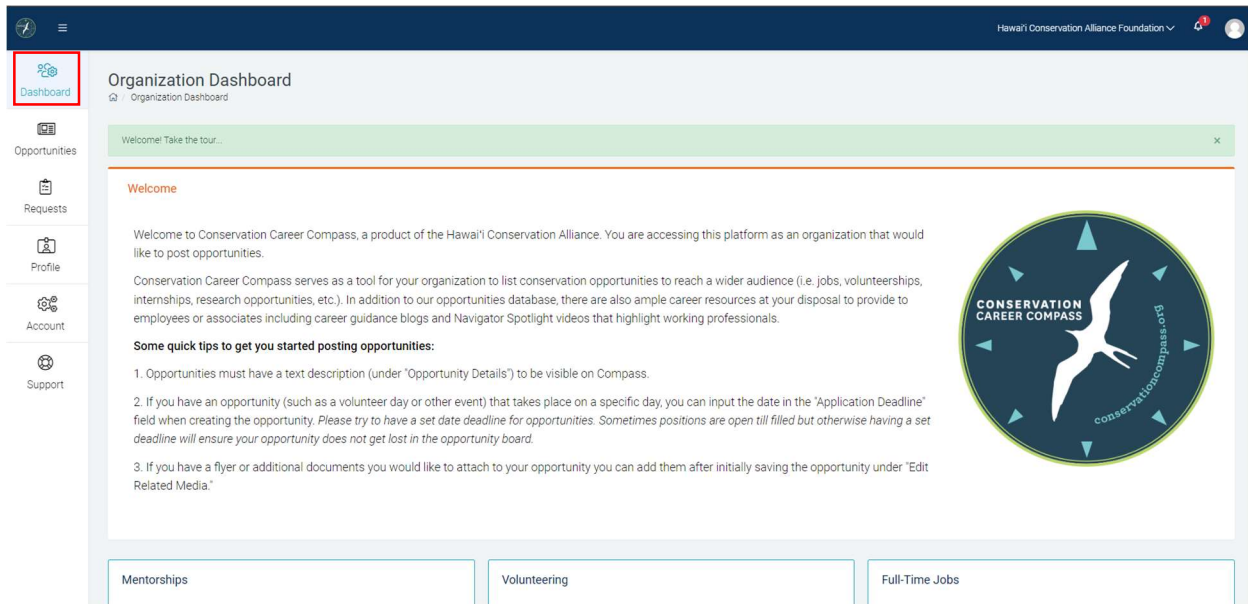 Hawaiʻi Conservation Alliance Foundation
1
Dashboard
Opportunities
Requests
Profile
Account
Support
Organization Dashboard
/ Organization Dashboard
Welcome! Take the tour...
×
Welcome
Welcome to Conservation Career Compass, a product of the Hawaiʻi Conservation Alliance. You are accessing this platform as an organization that would
like to post opportunities.
Conservation Career Compass serves as a tool for your organization to list conservation opportunities to reach a wider audience (i.e. jobs, volunteerships,
internships, research opportunities, etc.). In addition to our opportunities database, there are also ample career resources at your disposal to provide to
employees or associates including career guidance blogs and Navigator Spotlight videos that highlight working professionals.
Some quick tips to get you started posting opportunities:
1. Opportunities must have a text description (under "Opportunity Details") to be visible on Compass.
2. If you have an opportunity (such as a volunteer day or other event) that takes place on a specific day, you can input the date in the "Application Deadline"
field when creating the opportunity. Please try to have a set date deadline for opportunities. Sometimes positions are open till filled but otherwise having a set
deadline will ensure your opportunity does not get lost in the opportunity board.
3. If you have a flyer or additional documents you would like to attach to your opportunity you can add them after initially saving the opportunity under "Edit
Related Media."
CONSERVATION
CAREER COMPASS
conservationcompass.org
Mentorships
Volunteering
Full-Time Jobs